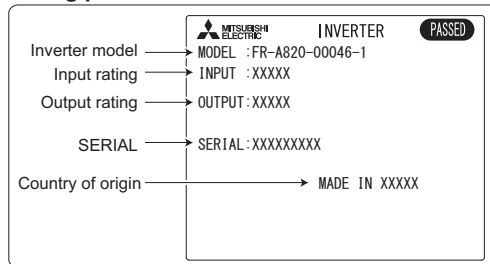 MITSUBISHI
ELECTRIC
INVERTER
PASSED
Inverter model
MODEL :FR-A820-00046-1
Input rating
INPUT :XXXXX
Output rating
OUTPUT:XXXXX
SERIAL
SERIAL:XXXXXXXXX
Country of origin
MADE IN XXXXX